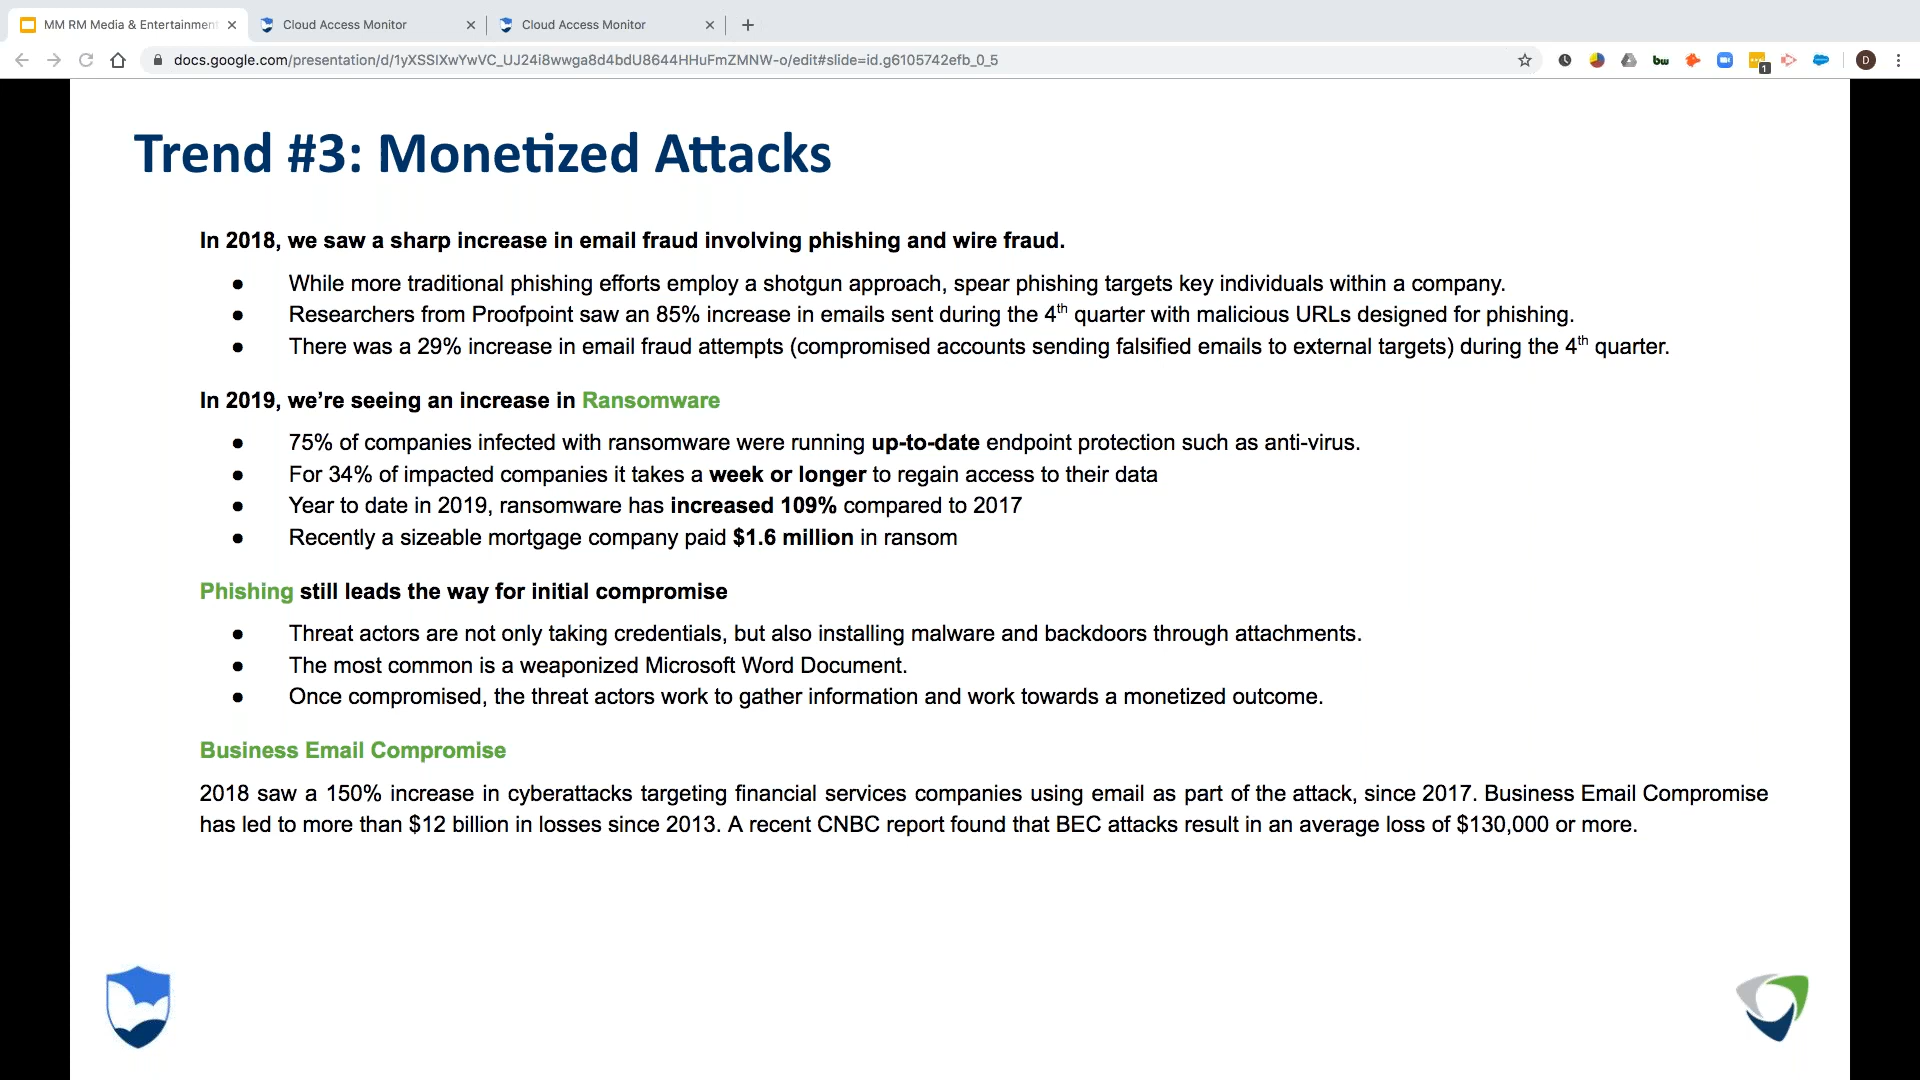 MM RM Media & Entertainment
Cloud Access Monitor
Cloud Access Monitor
docs.google.com/presentation/d/1yXSSIXwYwVC_UJ24i8wwga8d4bdU8644HHuFmZMNW-o/edit#slide=id.g6105742efb_0_5
bw
1
D
Trend #3: Monetized Attacks
In 2018, we saw a sharp increase in email fraud involving phishing and wire fraud.
● While more traditional phishing efforts employ a shotgun approach, spear phishing targets key individuals within a company.
● Researchers from Proofpoint saw an 85% increase in emails sent during the 4th quarter with malicious URLs designed for phishing.
● There was a 29% increase in email fraud attempts (compromised accounts sending falsified emails to external targets) during the 4th quarter.
In 2019, we’re seeing an increase in Ransomware
● 75% of companies infected with ransomware were running up-to-date endpoint protection such as anti-virus.
● For 34% of impacted companies it takes a week or longer to regain access to their data
● Year to date in 2019, ransomware has increased 109% compared to 2017
● Recently a sizeable mortgage company paid $1.6 million in ransom
Phishing still leads the way for initial compromise
● Threat actors are not only taking credentials, but also installing malware and backdoors through attachments.
● The most common is a weaponized Microsoft Word Document.
● Once compromised, the threat actors work to gather information and work towards a monetized outcome.
Business Email Compromise
2018 saw a 150% increase in cyberattacks targeting financial services companies using email as part of the attack, since 2017. Business Email Compromise
has led to more than $12 billion in losses since 2013. A recent CNBC report found that BEC attacks result in an average loss of $130,000 or more.